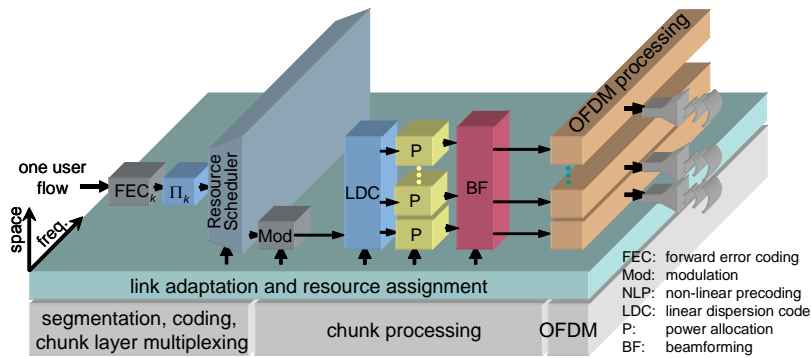 OFDM processing
one user
flow
FECk
Πk
Resource
Scheduler
Mod
LDC
P
P
P
BF
space
freq.
link adaptation and resource assignment
segmentation, coding,
chunk layer multiplexing
chunk processing
OFDM
FEC: forward error coding
Mod: modulation
NLP: non-linear precoding
LDC: linear dispersion code
P: power allocation
BF: beamforming